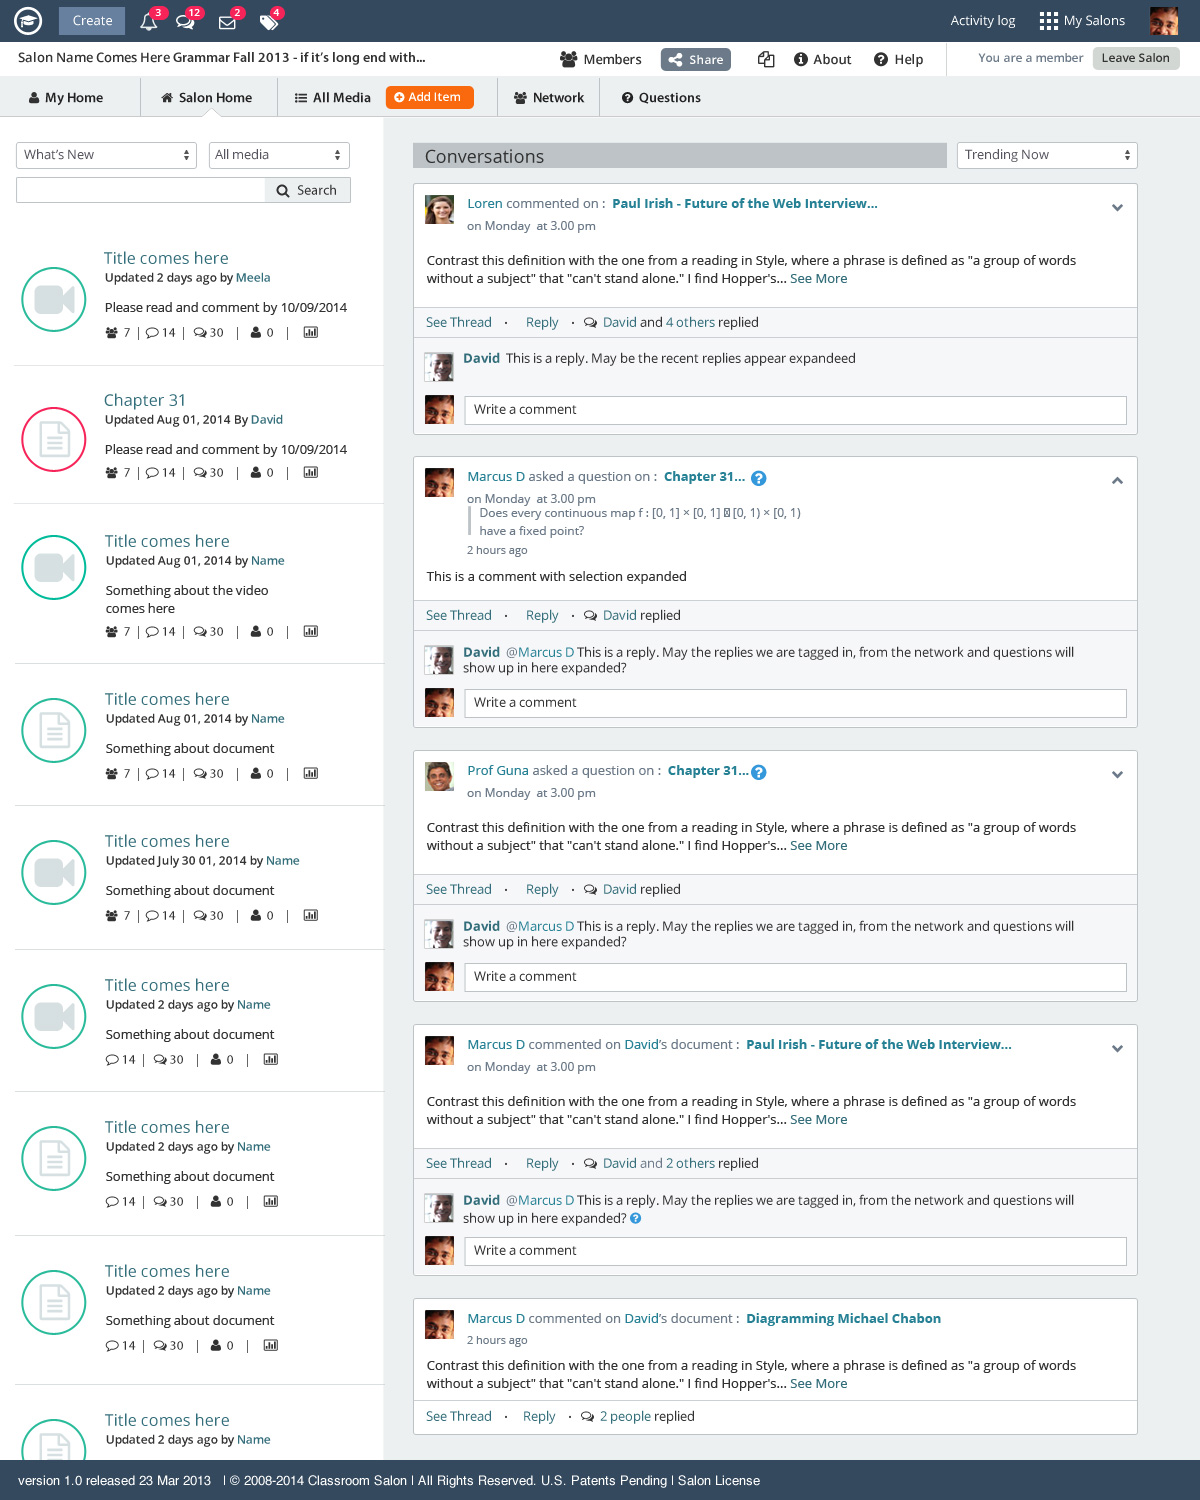 Create 3 12 2 4 Activity log My Salons
Salon Name Comes Here Grammar Fall 2013 - if it's long end with... Members Share About Help You are a member Leave Salon
My Home Salon Home All Media Add Item Network Questions
What's New All media
Search
Title comes here
Updated 2 days ago by Meela
Please read and comment by 10/09/2014
7 | 14 | 30 | 0 |
Chapter 31
Updated Aug 01, 2014 By David
Please read and comment by 10/09/2014
7 | 14 | 30 | 0 |
Title comes here
Updated Aug 01, 2014 by Name
Something about the video
comes here
7 | 14 | 30 | 0 |
Title comes here
Updated Aug 01, 2014 by Name
Something about document
7 | 14 | 30 | 0 |
Title comes here
Updated July 30 01, 2014 by Name
Something about document
7 | 14 | 30 | 0 |
Title comes here
Updated 2 days ago by Name
Something about document
14 | 30 | 0 |
Title comes here
Updated 2 days ago by Name
Something about document
14 | 30 | 0 |
Title comes here
Updated 2 days ago by Name
Something about document
14 | 30 | 0 |
Title comes here
Updated 2 days ago by Name
Conversations Trending Now
Loren commented on : Paul Irish - Future of the Web Interview...
on Monday at 3.00 pm
Contrast this definition with the one from a reading in Style, where a phrase is defined as "a group of words
without a subject" that "can't stand alone." I find Hopper's... See More
See Thread · Reply · David and 4 others replied
David This is a reply. May be the recent replies appear expandeed
Write a comment
Marcus D asked a question on : Chapter 31... ?
on Monday at 3.00 pm
Does every continuous map f : [0, 1] × [0, 1] [0, 1) × [0, 1)
have a fixed point?
2 hours ago
This is a comment with selection expanded
See Thread · Reply · David replied
David @Marcus D This is a reply. May the replies we are tagged in, from the network and questions will
show up in here expanded?
Write a comment
Prof Guna asked a question on : Chapter 31... ?
on Monday at 3.00 pm
Contrast this definition with the one from a reading in Style, where a phrase is defined as "a group of words
without a subject" that "can't stand alone." I find Hopper's... See More
See Thread · Reply · David replied
David @Marcus D This is a reply. May the replies we are tagged in, from the network and questions will
show up in here expanded?
Write a comment
Marcus D commented on David's document : Paul Irish - Future of the Web Interview...
on Monday at 3.00 pm
Contrast this definition with the one from a reading in Style, where a phrase is defined as "a group of words
without a subject" that "can't stand alone." I find Hopper's... See More
See Thread · Reply · David and 2 others replied
David @Marcus D This is a reply. May the replies we are tagged in, from the network and questions will
show up in here expanded? ?
Write a comment
Marcus D commented on David's document : Diagramming Michael Chabon
2 hours ago
Contrast this definition with the one from a reading in Style, where a phrase is defined as "a group of words
without a subject" that "can't stand alone." I find Hopper's... See More
See Thread · Reply · 2 people replied
version 1.0 released 23 Mar 2013 | © 2008-2014 Classroom Salon | All Rights Reserved. U.S. Patents Pending | Salon License